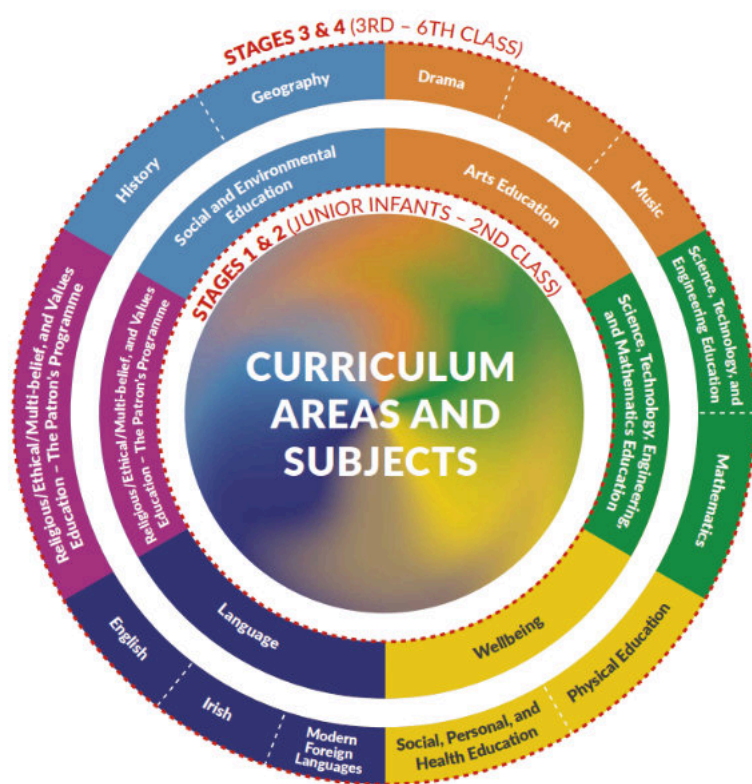 STAGES 3 & 4 (3RD – 6TH CLASS)
Geography
Drama
Art
History
Music
Social and Environmental
Education
Arts Education
STAGES 1 & 2 (JUNIOR INFANTS – 2ND CLASS)
Religious/Ethical/Multi-belief, and Values
Education – The Patron's Programme
Religious/Ethical/Multi-belief, and Values
Education – The Patron's Programme
CURRICULUM
AREAS AND
SUBJECTS
Science, Technology, Engineering,
and Mathematics Education
Science, Technology, and
Engineering Education
Mathematics
Language
Wellbeing
English
Irish
Modern
Foreign
Languages
Social, Personal, and
Health Education
Physical Education